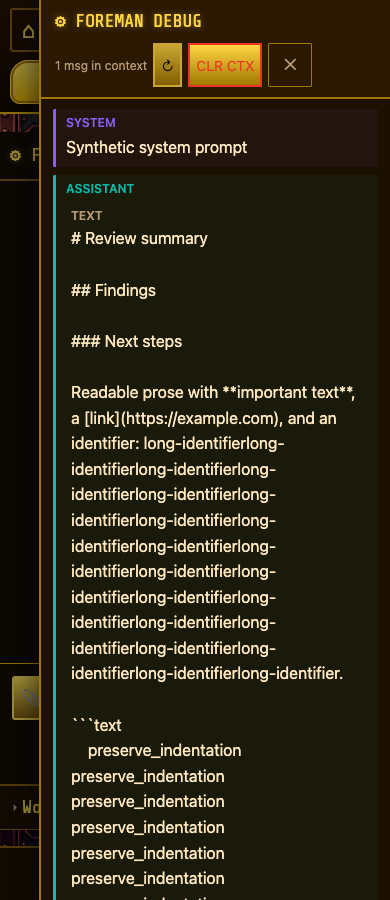 FOREMAN DEBUG
1 msg in context
CLR CTX
SYSTEM
Synthetic system prompt
ASSISTANT
TEXT
# Review summary
## Findings
### Next steps
Readable prose with **important text**,
a [link](https://example.com), and an
identifier: long-identifierlong-
identifierlong-identifierlong-
identifierlong-identifierlong-
identifierlong-identifierlong-
identifierlong-identifierlong-
identifierlong-identifierlong-
identifierlong-identifierlong-
identifierlong-identifierlong-
identifierlong-identifierlong-
identifierlong-identifierlong-identifier.
```text
    preserve_indentation
preserve_indentation
preserve_indentation
preserve_indentation
preserve_indentation
preserve_indentation